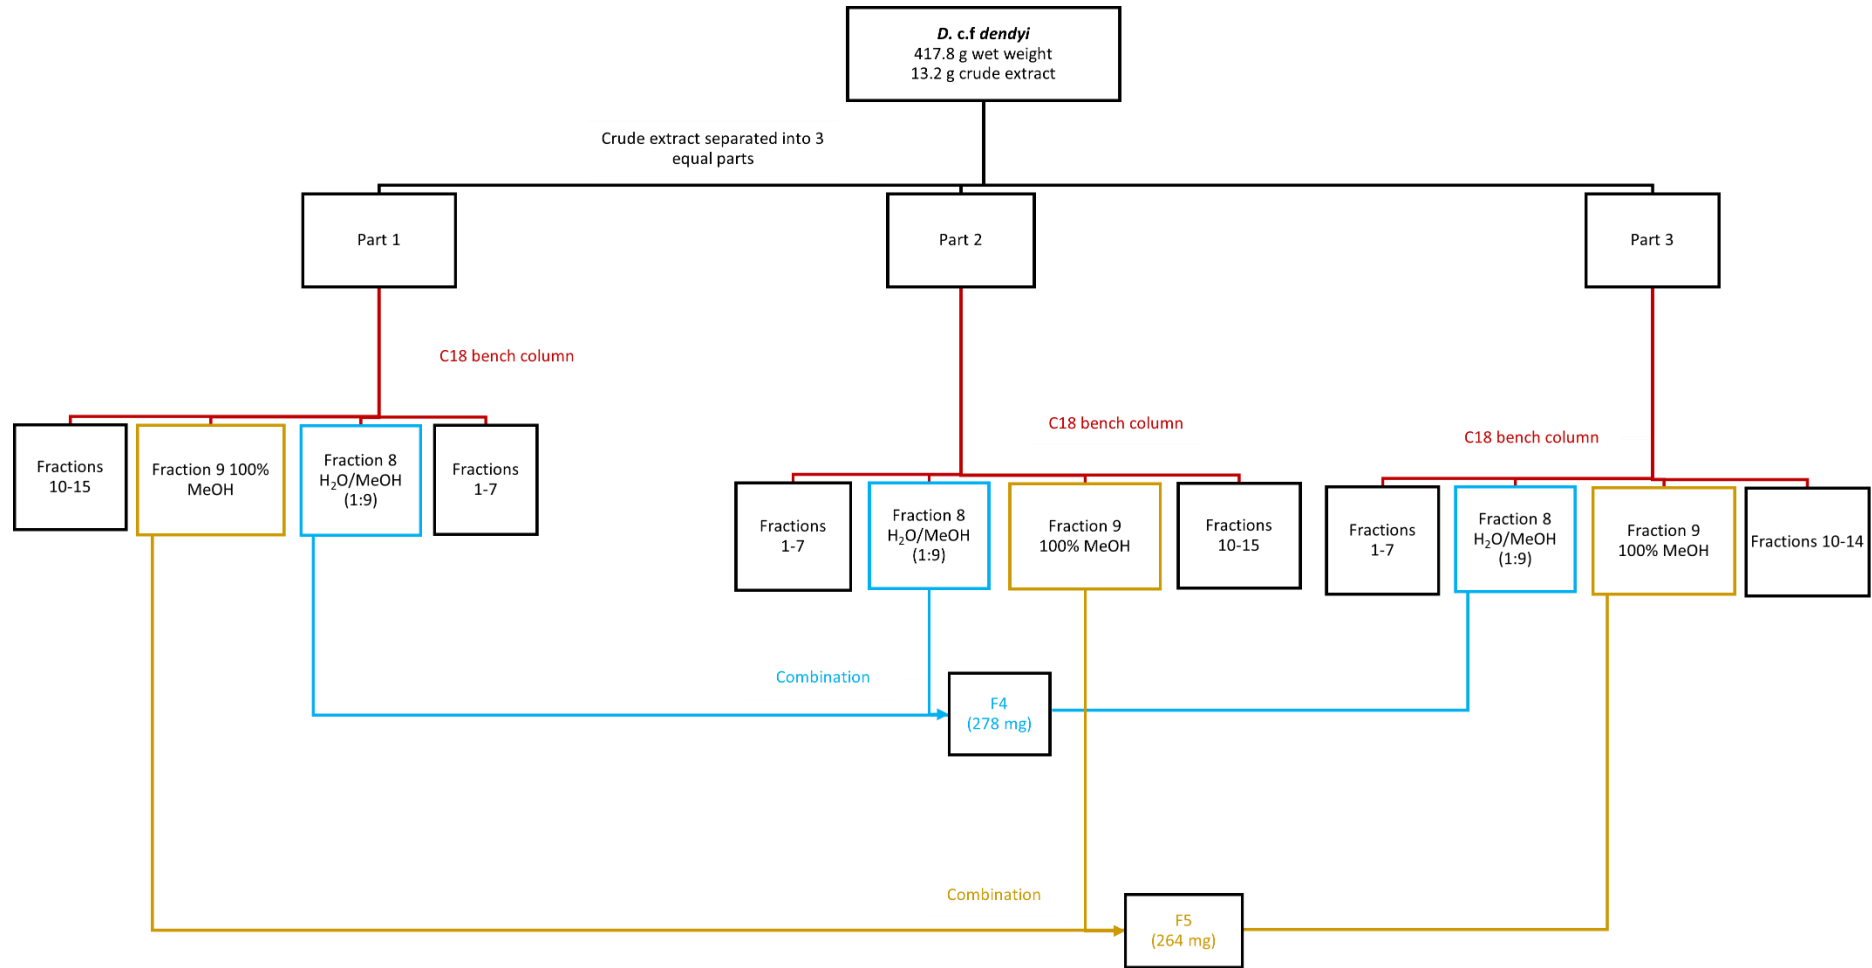 D. c.f dendyi
417.8 g wet weight
13.2 g crude extract
Crude extract separated into 3
equal parts
Part 1
Part 2
Part 3
C18 bench column
C18 bench column
C18 bench column
Fractions
10-15
Fraction 9 100%
MeOH
Fraction 8
H₂O/MeOH
(1:9)
Fractions
1-7
Fractions
1-7
Fraction 8
H₂O/MeOH
(1:9)
Fraction 9
100% MeOH
Fractions
10-15
Fractions
1-7
Fraction 8
H₂O/MeOH
(1:9)
Fraction 9
100% MeOH
Fractions 10-14
Combination
F4
(278 mg)
Combination
F5
(264 mg)